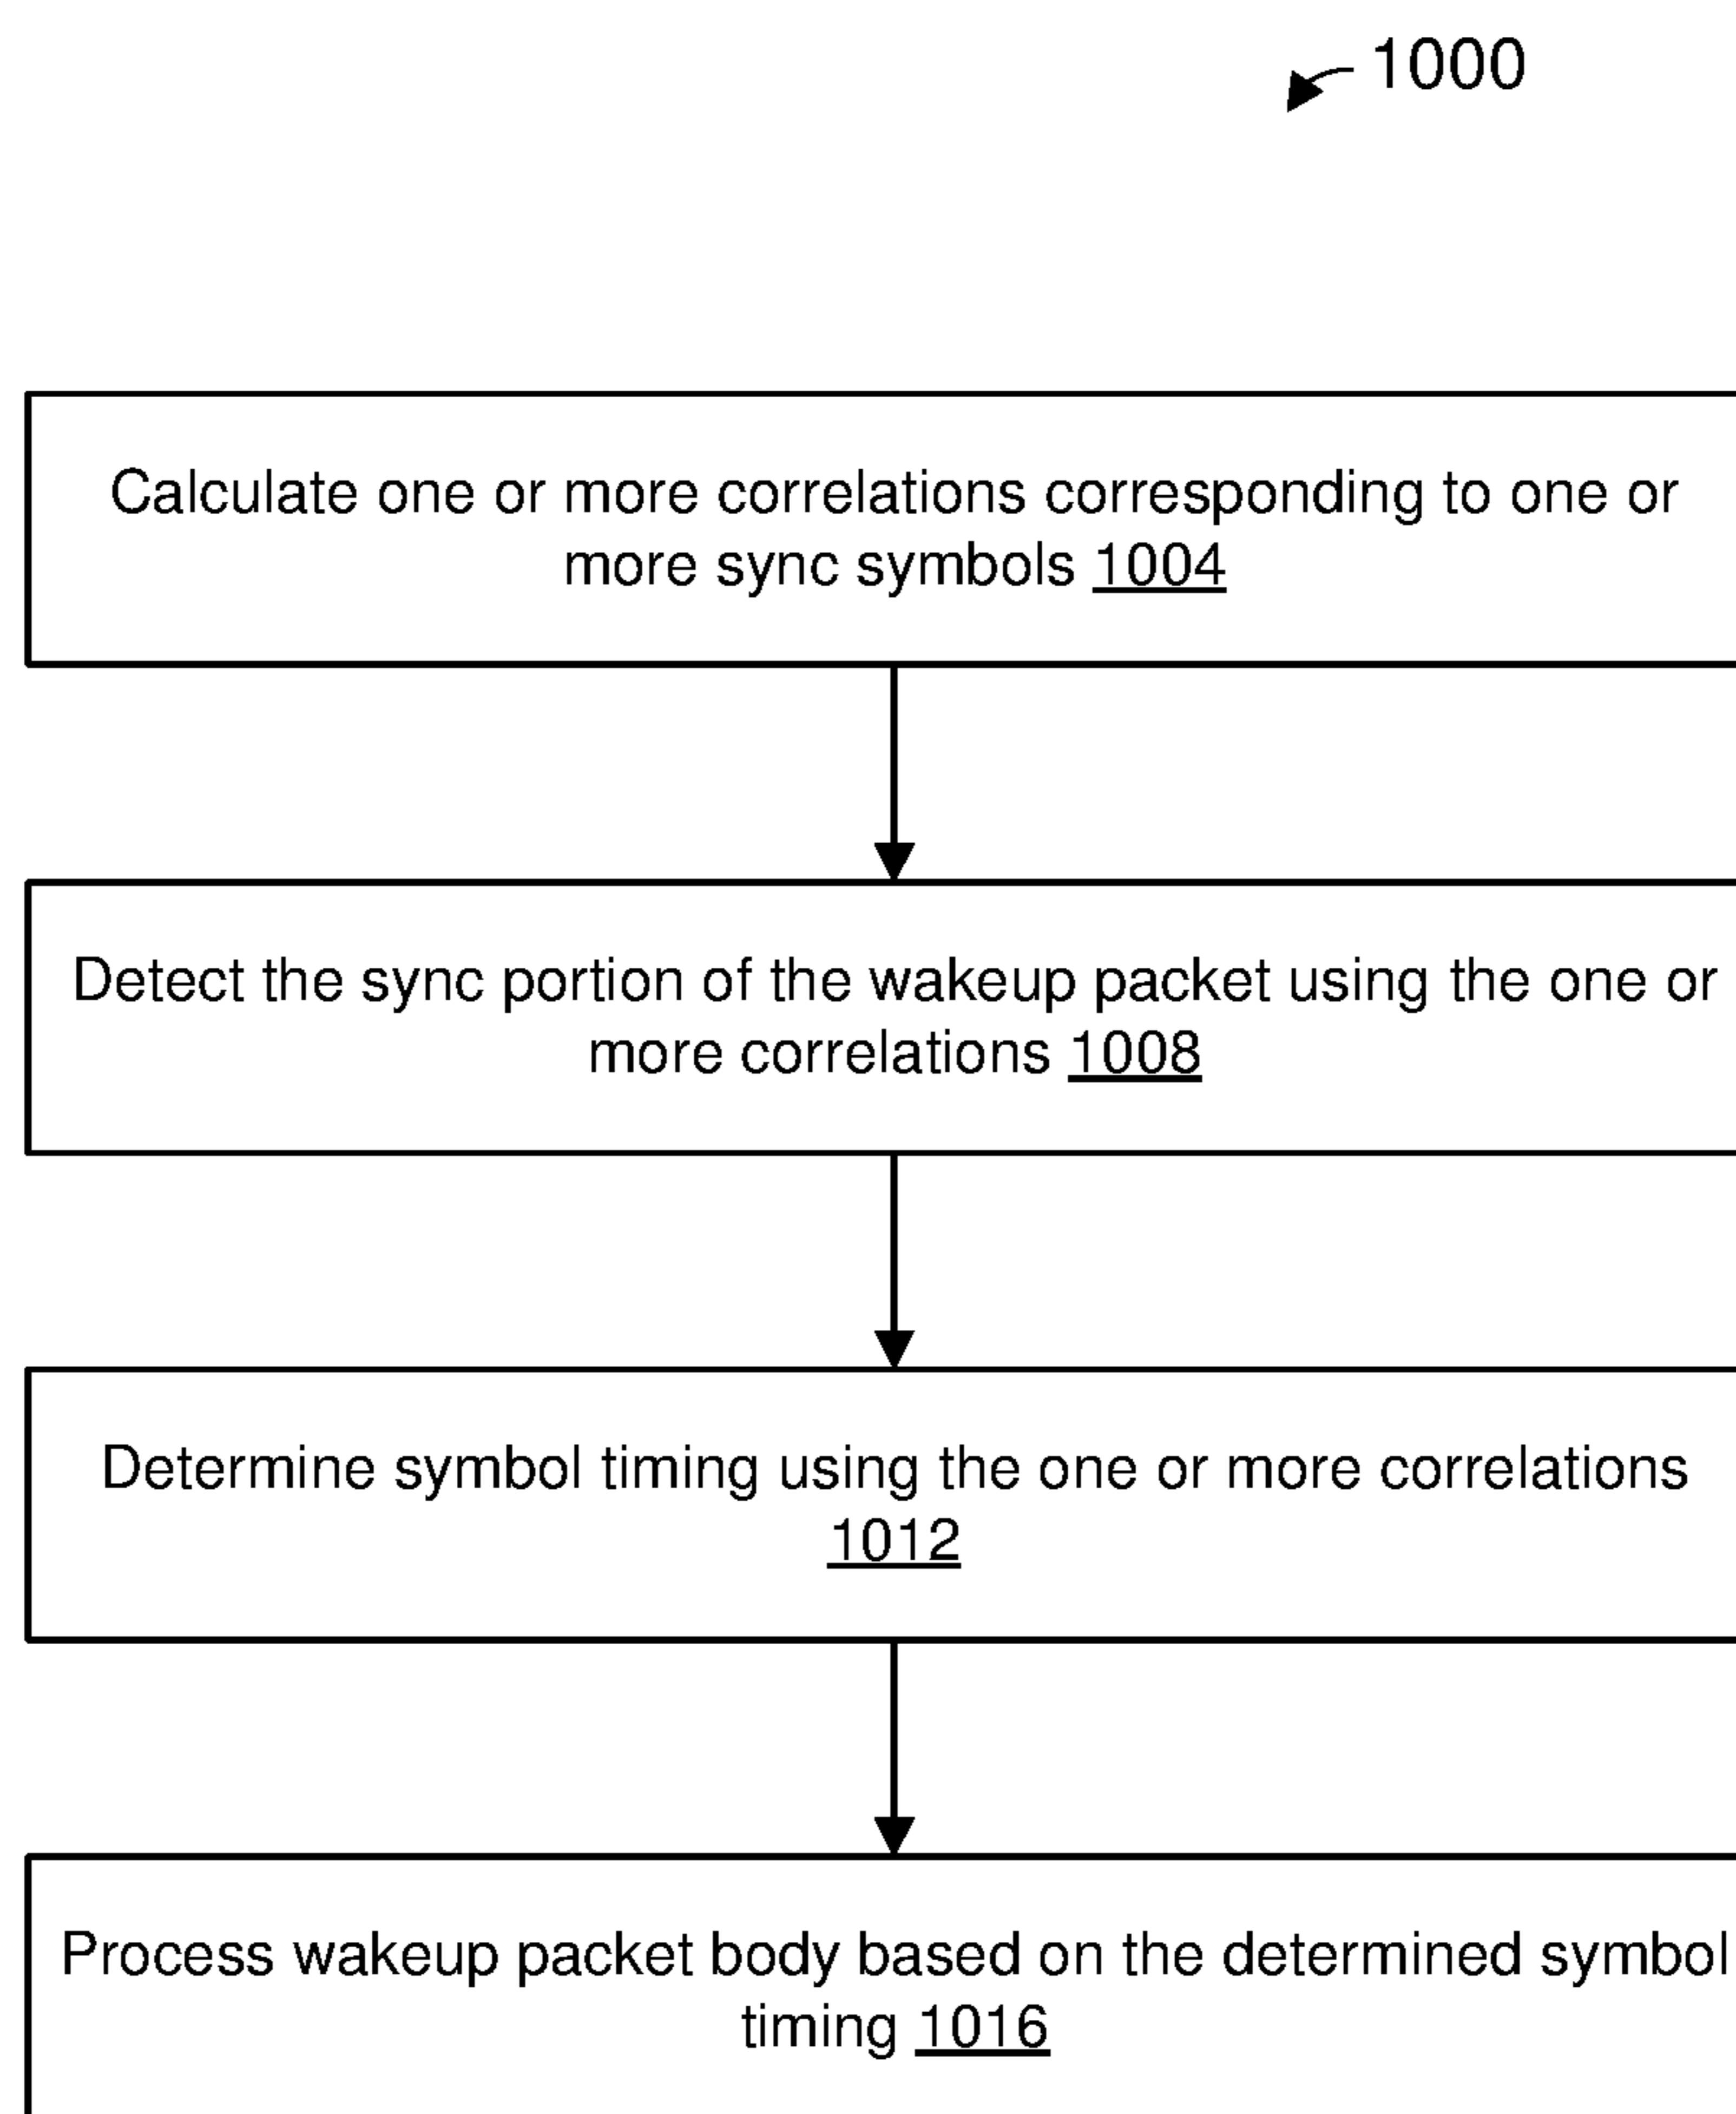 1000
Calculate one or more correlations corresponding to one or
more sync symbols 1004
Detect the sync portion of the wakeup packet using the one or
more correlations 1008
Determine symbol timing using the one or more correlations
1012
Process wakeup packet body based on the determined symbol
timing 1016